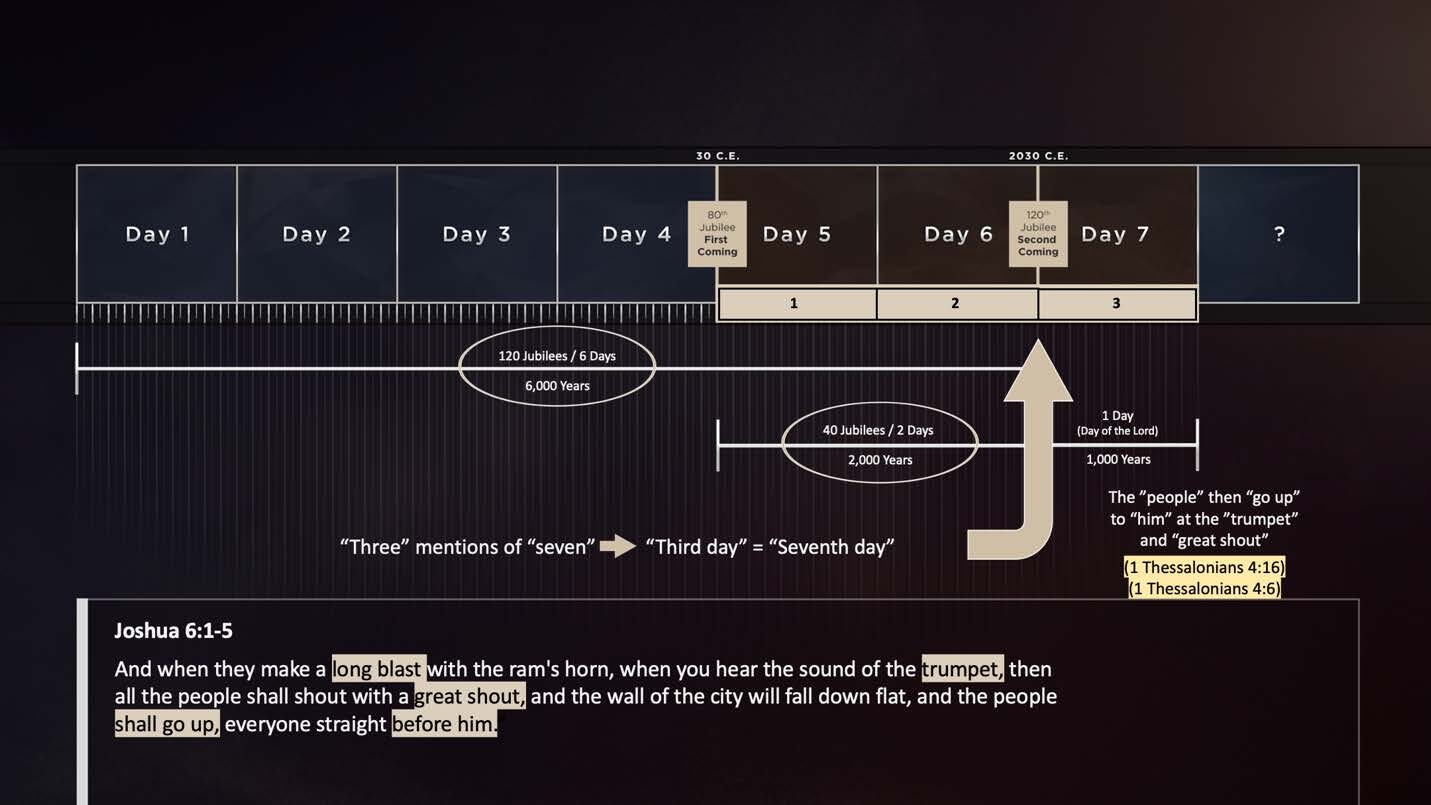 30 C.E.
2030 C.E.
Day 1
Day 2
Day 3
Day 4
80th
Jubilee
First
Coming
Day 5
Day 6
120th
Jubilee
Second
Coming
Day 7
?
1
2
3
120 Jubilees / 6 Days
6,000 Years
40 Jubilees / 2 Days
2,000 Years
1 Day
(Day of the Lord)
1,000 Years
The ”people” then “go up”
to “him” at the ”trumpet”
and “great shout”
(1 Thessalonians 4:16)
(1 Thessalonians 4:6)
“Three” mentions of “seven”
“Third day” = “Seventh day”
Joshua 6:1-5
And when they make a long blast with the ram's horn, when you hear the sound of the trumpet, then
all the people shall shout with a great shout, and the wall of the city will fall down flat, and the people
shall go up, everyone straight before him.